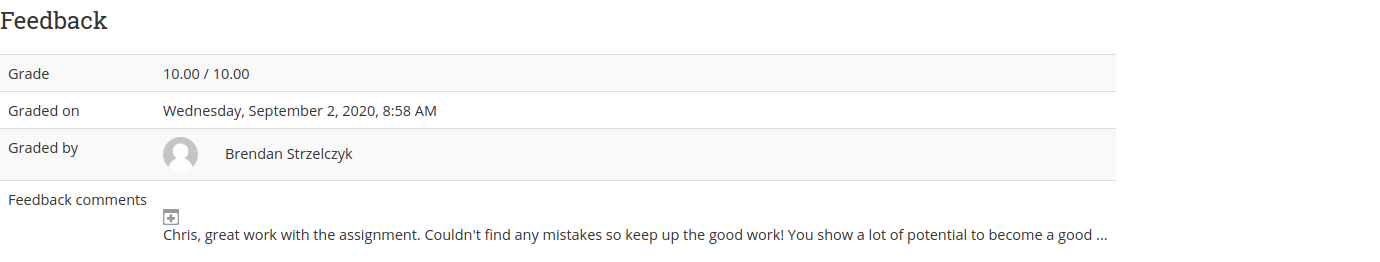 Feedback
Grade 10.00 / 10.00
Graded on Wednesday, September 2, 2020, 8:58 AM
Graded by Brendan Strzelczyk
Feedback comments
Chris, great work with the assignment. Couldn't find any mistakes so keep up the good work! You show a lot of potential to become a good ...